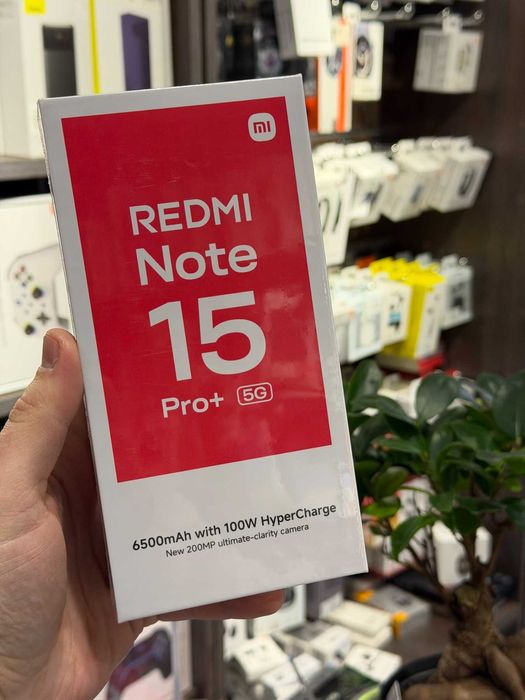 mi
REDMI
Note
15
Pro+ 5G
6500mAh with 100W HyperCharge
New 200MP ultimate-clarity camera